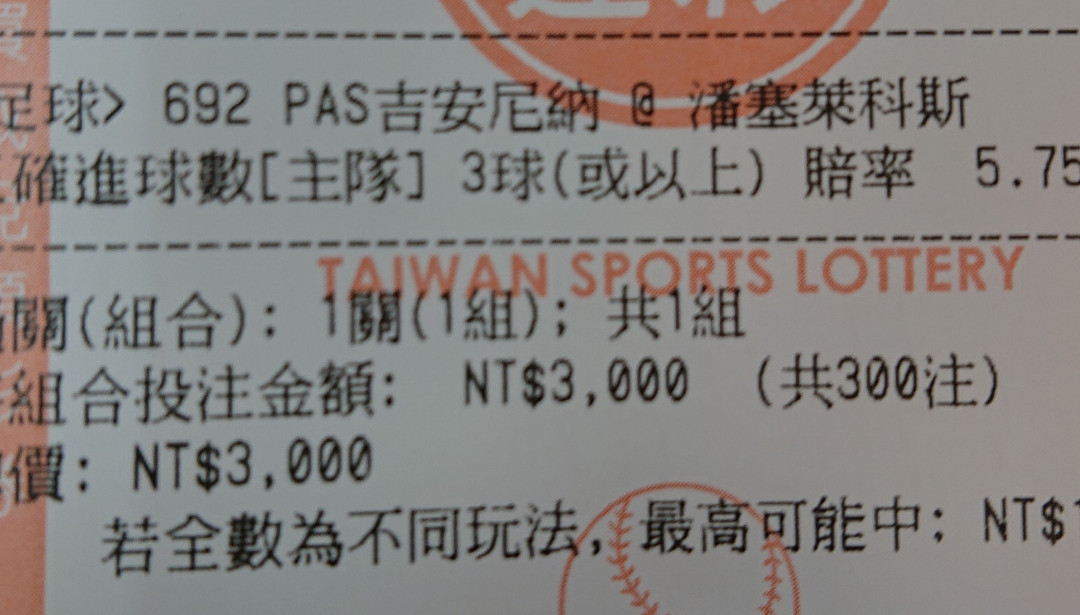 足球> 692 PAS吉安尼納 @ 潘塞萊科斯
正確進球數[主隊] 3球(或以上) 賠率 5.75
TAIWAN SPORTS LOTTERY
關(組合): 1關(1組); 共1組
組合投注金額: NT$3,000 (共300注)
價: NT$3,000
若全數為不同玩法, 最高可能中: NT$1